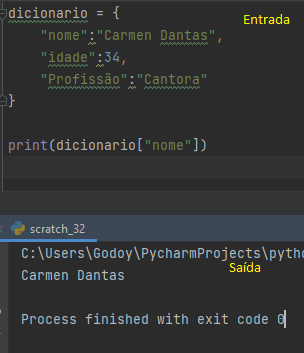 dicionario = {
Entrada
"nome":"Carmen Dantas",
"idade":34,
"Profissão":"Cantora"
}
print(dicionario["nome"])
scratch_32
C:\Users\Godoy\PycharmProjects\pytho
Saída
Carmen Dantas
Process finished with exit code 0